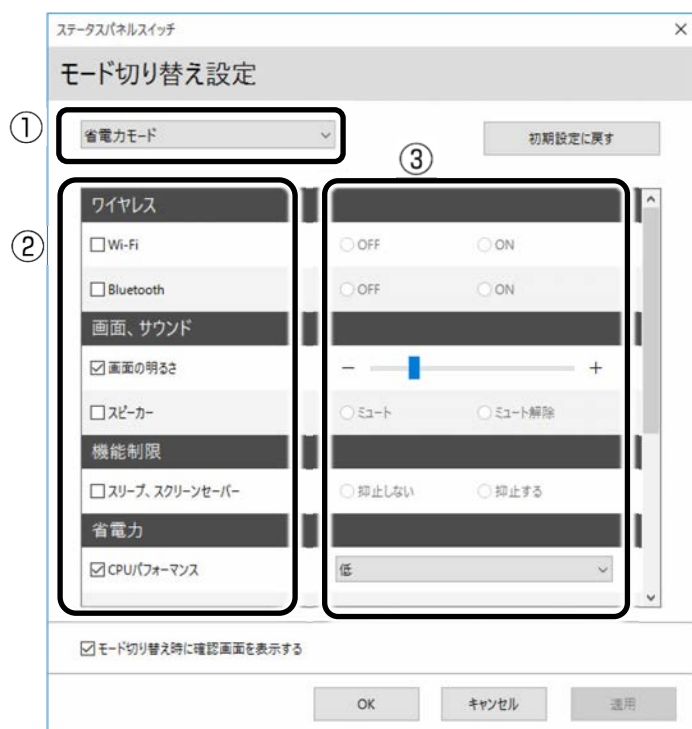 ステータスパネルスイッチ
モード切り替え設定
①
省電力モード
初期設定に戻す
③
②
ワイヤレス
Wi-Fi
OFF
ON
Bluetooth
OFF
ON
画面、サウンド
画面の明るさ
− +
スピーカー
ミュート
ミュート解除
機能制限
スリープ、スクリーンセーバー
抑止しない
抑止する
省電力
CPUパフォーマンス
低
モード切り替え時に確認画面を表示する
OK
キャンセル
適用